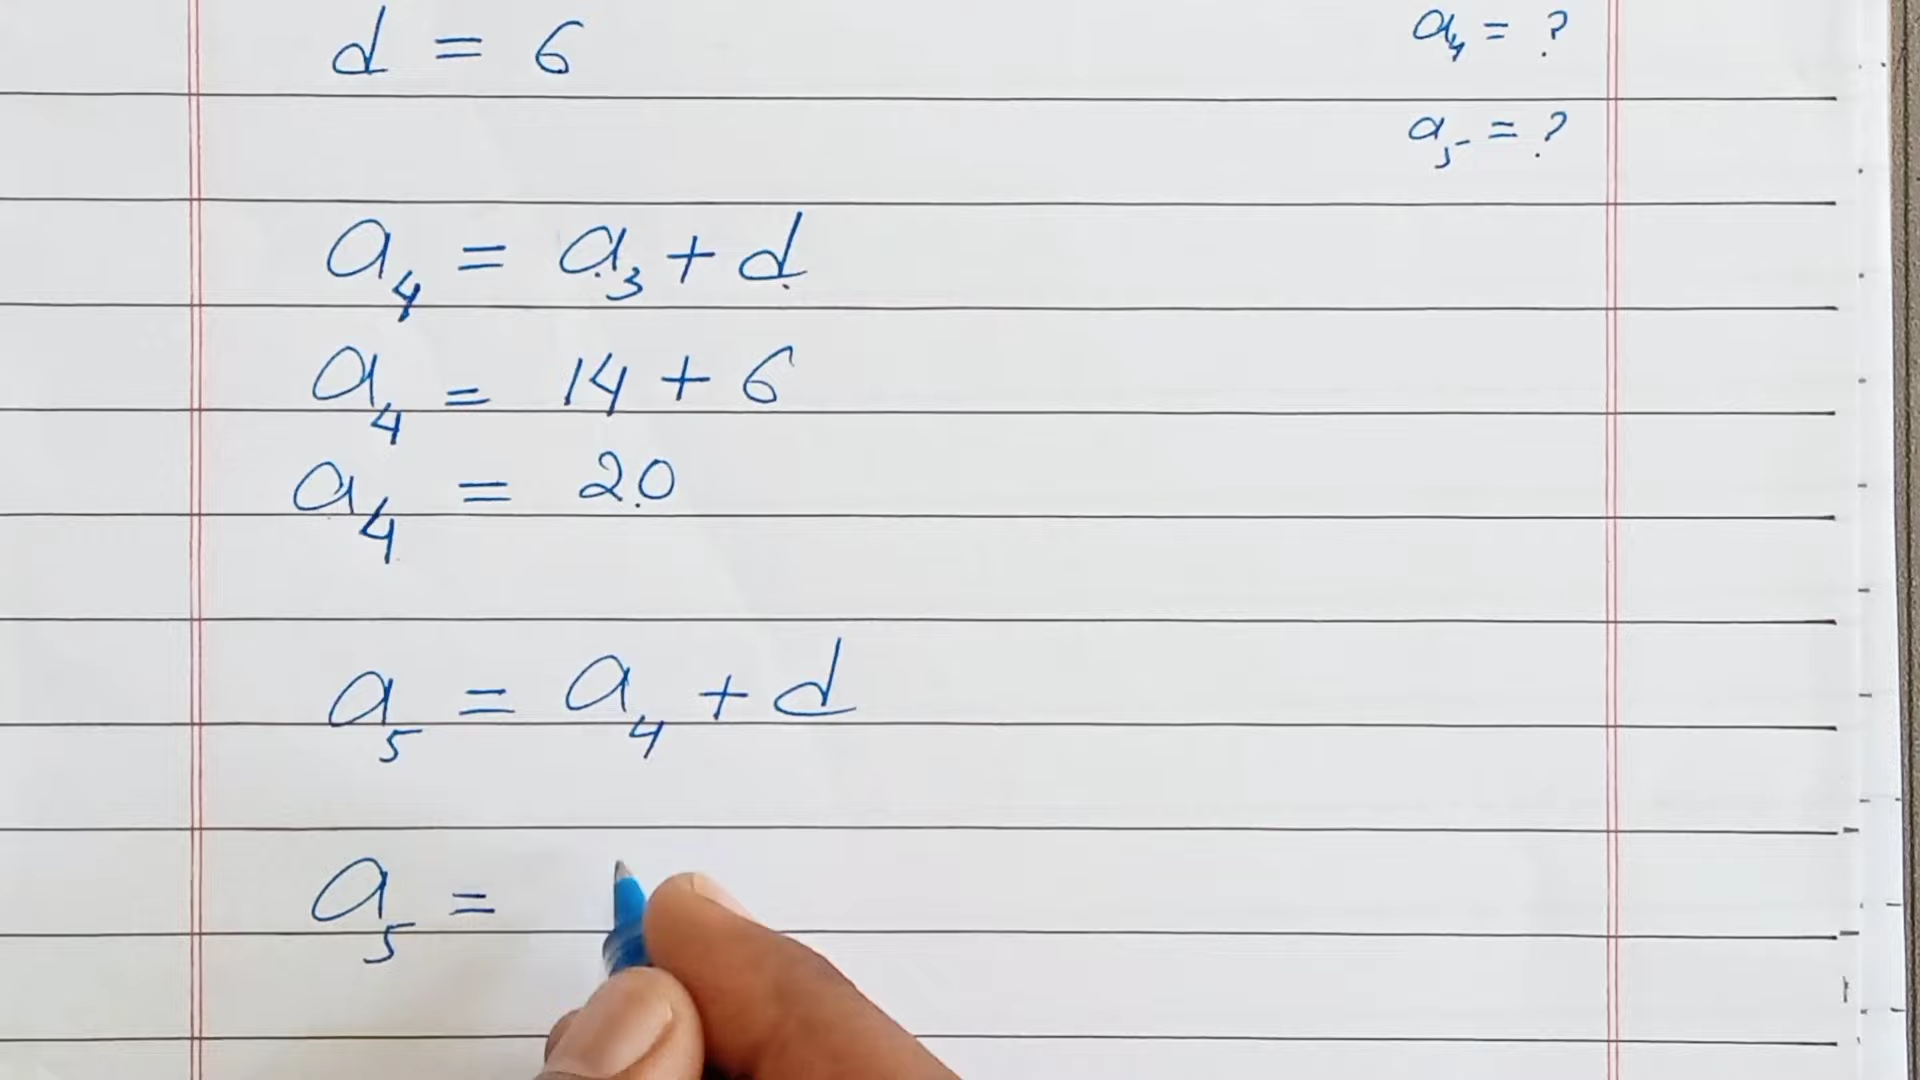 d = 6
a₄ = ?
a₅ = ?
a₄ = a₃ + d
a₄ = 14 + 6
a₄ = 20
a₅ = a₄ + d
a₅ =